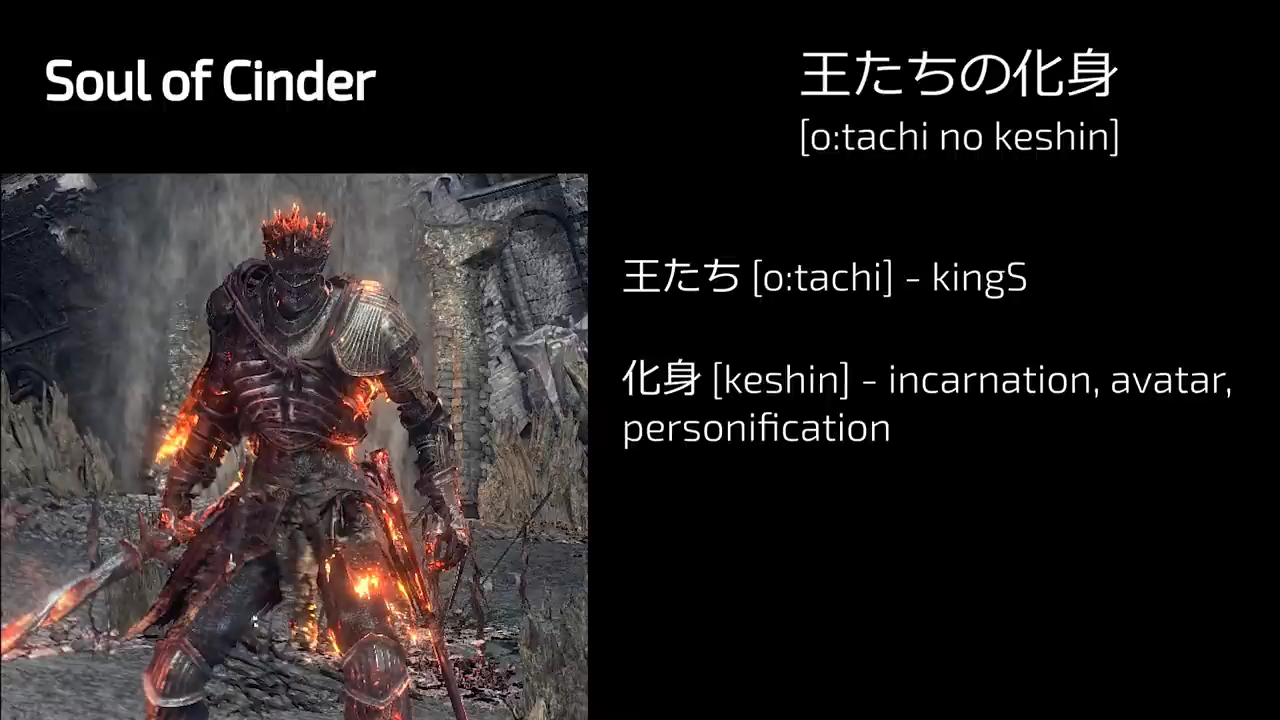 Soul of Cinder
王たちの化身
[o:tachi no keshin]
王たち [o:tachi] - kingS
化身 [keshin] - incarnation, avatar,
personification